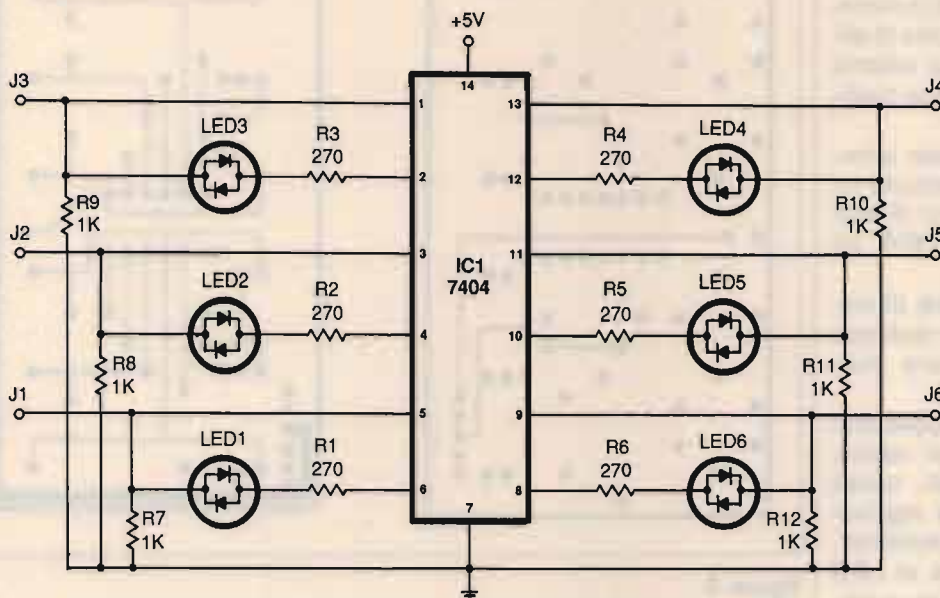 +5V
J3
14
J4
1
13
LED3
R3
270
R4
270
LED4
2
12
R9
1K
R10
1K
J2
J5
3
11
IC1
7404
LED2
R2
270
R5
270
LED5
4
10
R8
1K
R11
1K
J1
J6
5
9
LED1
R1
270
R6
270
LED6
6
8
7
R7
1K
R12
1K